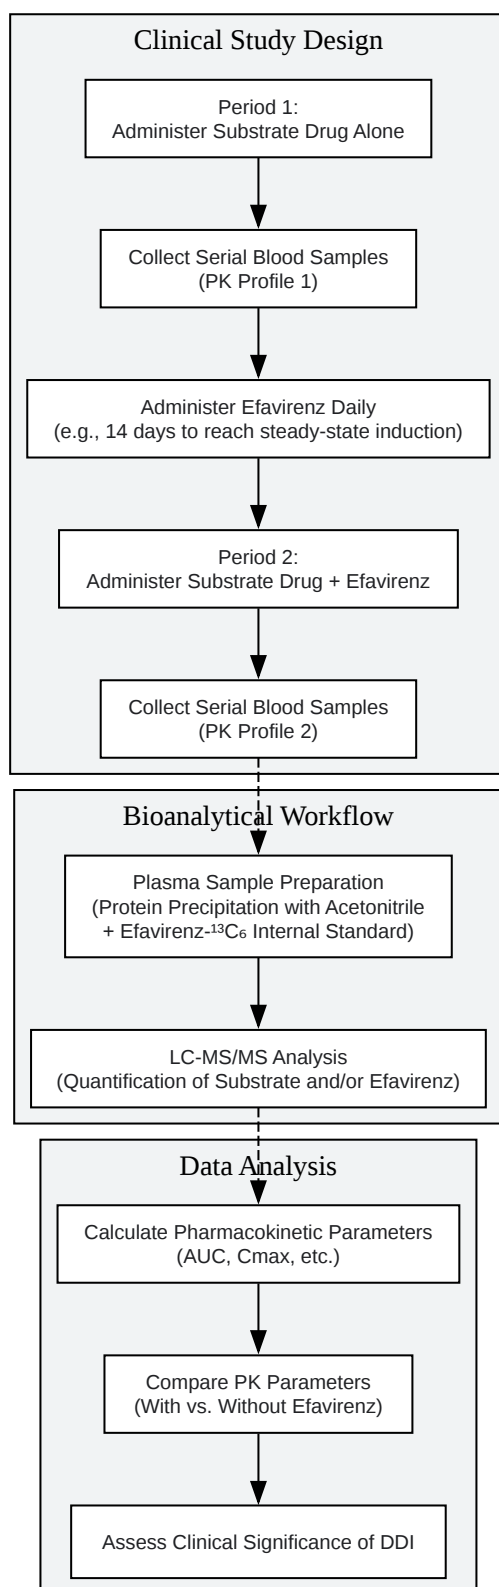 Clinical Study Design
Period 1:
Administer Substrate Drug Alone
Collect Serial Blood Samples
(PK Profile 1)
Administer Efavirenz Daily
(e.g., 14 days to reach steady-state induction)
Period 2:
Administer Substrate Drug + Efavirenz
Collect Serial Blood Samples
(PK Profile 2)
Bioanalytical Workflow
Plasma Sample Preparation
(Protein Precipitation with Acetonitrile
+ Efavirenz-¹³C₆ Internal Standard)
LC-MS/MS Analysis
(Quantification of Substrate and/or Efavirenz)
Data Analysis
Calculate Pharmacokinetic Parameters
(AUC, Cmax, etc.)
Compare PK Parameters
(With vs. Without Efavirenz)
Assess Clinical Significance of DDI